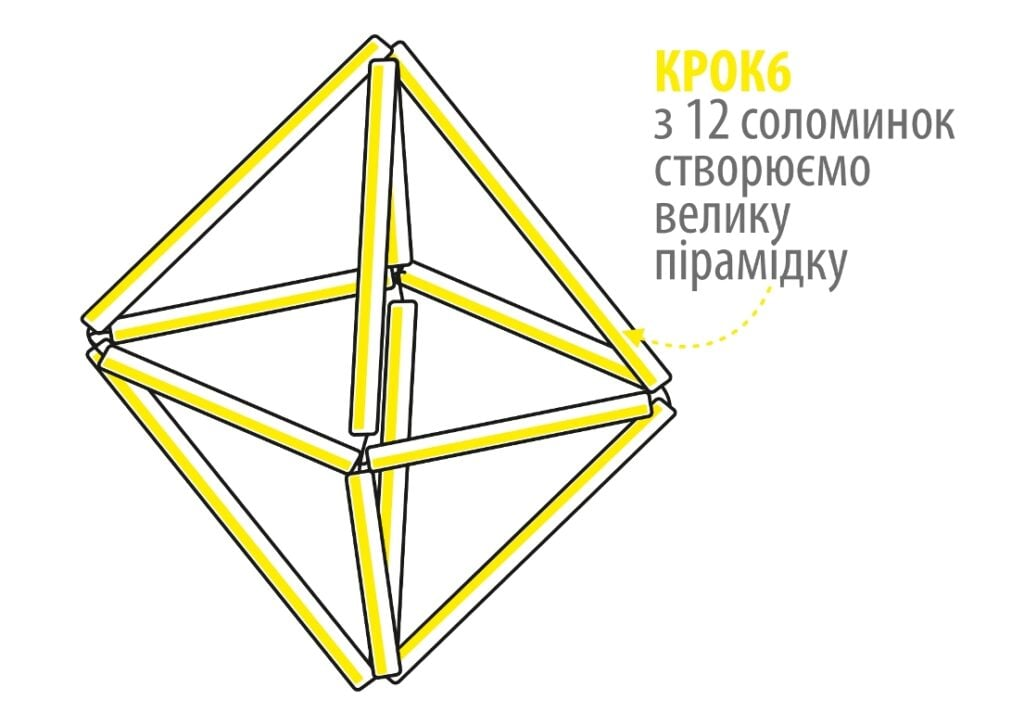 КРОК6
з 12 соломинок
створюємо
велику
пірамідку